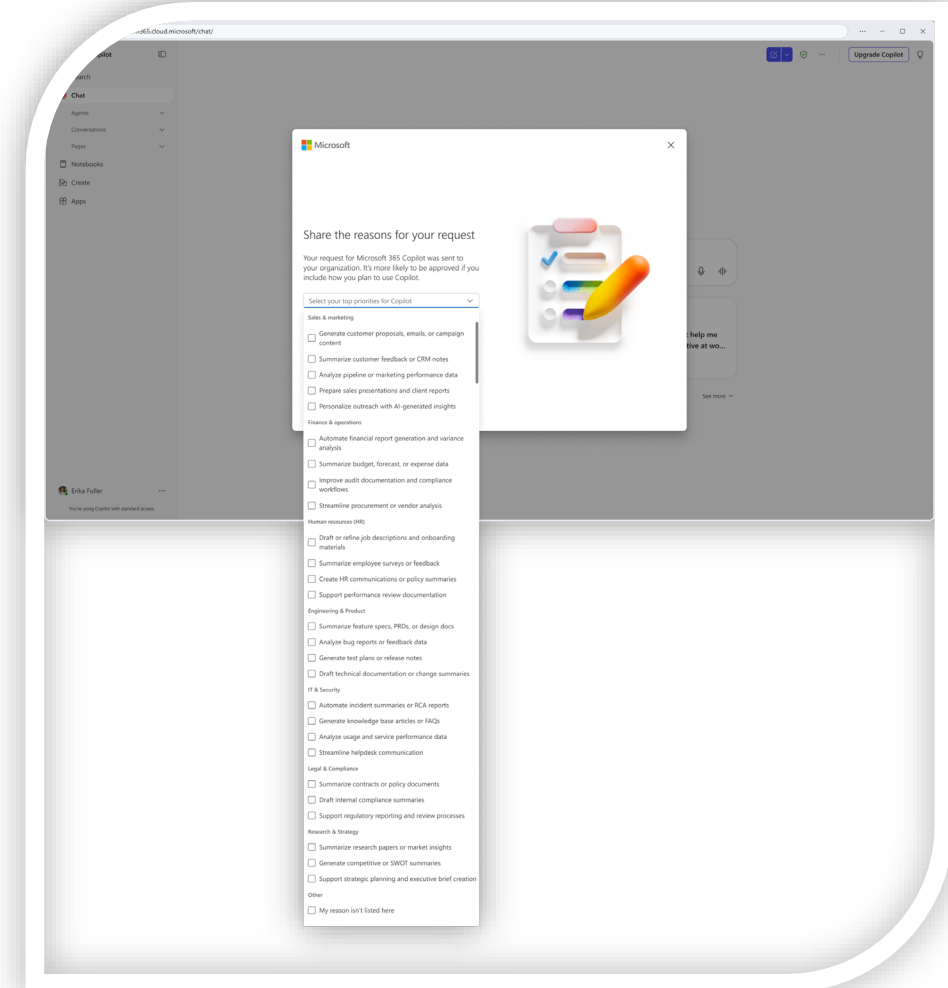 365.cloud.microsoft/chat/
Upgrade Copilot
Chat
Agents
Conversations
Pages
Notebooks
Create
Apps
Microsoft
Share the reasons for your request
Your request for Microsoft 365 Copilot was sent to
your organization. It's more likely to be approved if you
include how you plan to use Copilot.
Select your top priorities for Copilot
Sales & marketing
Generate customer proposals, emails, or campaign
content
Summarize customer feedback or CRM notes
Analyze pipeline or marketing performance data
Prepare sales presentations and client reports
Personalize outreach with AI-generated insights
Finance & operations
Automate financial report generation and variance
analysis
Summarize budget, forecast, or expense data
Improve audit documentation and compliance
workflows
Streamline procurement or vendor analysis
Human resources (HR)
Draft or refine job descriptions and onboarding
materials
Summarize employee surveys or feedback
Create HR communications or policy summaries
Support performance review documentation
Engineering & Product
Summarize feature specs, PRDs, or design docs
Analyze bug reports or feedback data
Generate test plans or release notes
Draft technical documentation or change summaries
IT & Security
Automate incident summaries or RCA reports
Generate knowledge base articles or FAQs
Analyze usage and service performance data
Streamline helpdesk communication
Legal & Compliance
Summarize contracts or policy documents
Draft internal compliance summaries
Support regulatory reporting and review processes
Research & Strategy
Summarize research papers or market insights
Generate competitive or SWOT summaries
Support strategic planning and executive brief creation
Other
My reason isn't listed here
help me
at wo...
See more
Erika Fuller
You're using Copilot with standard access.